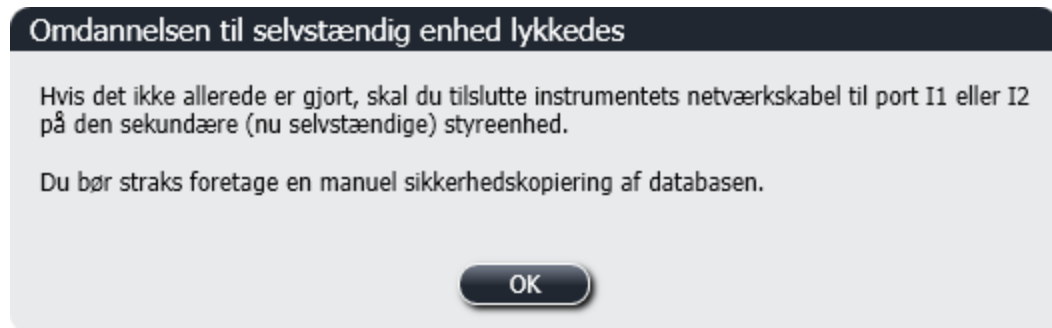 Omdannelsen til selvstændig enhed lykkedes
Hvis det ikke allerede er gjort, skal du tilslutte instrumentets netværkskabel til port I1 eller I2
på den sekundære (nu selvstændige) styreenhed.
Du bør straks foretage en manuel sikkerhedskopiering af databasen.
OK